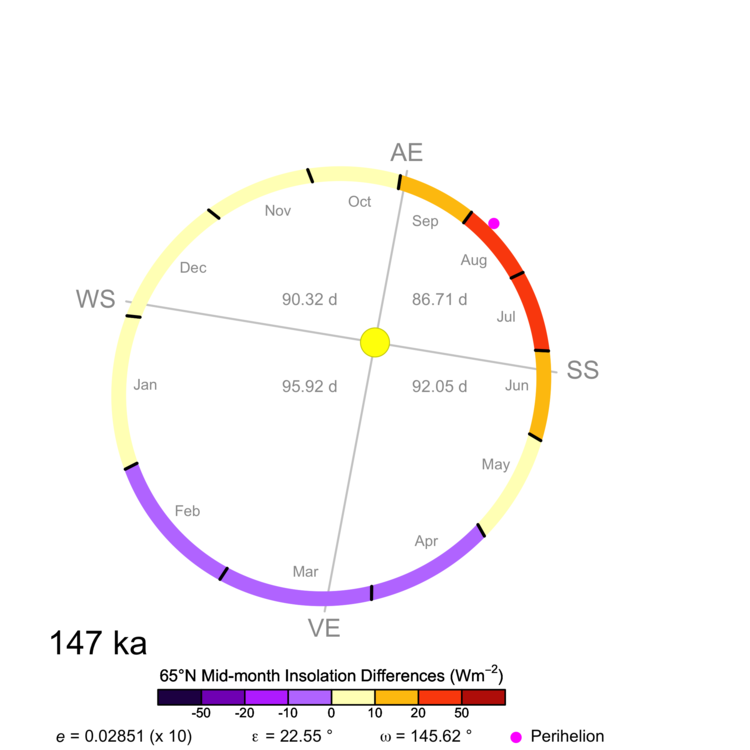 AE
Oct
Nov
Sep
Aug
Dec
WS
90.32 d
86.71 d
Jul
SS
Jan
95.92 d
92.05 d
Jun
May
Feb
Apr
Mar
VE
147 ka
65°N Mid-month Insolation Differences (Wm⁻²)
-50 -20 -10 0 10 20 50
e = 0.02851 (x 10) ε = 22.55 ° ω = 145.62 ° Perihelion